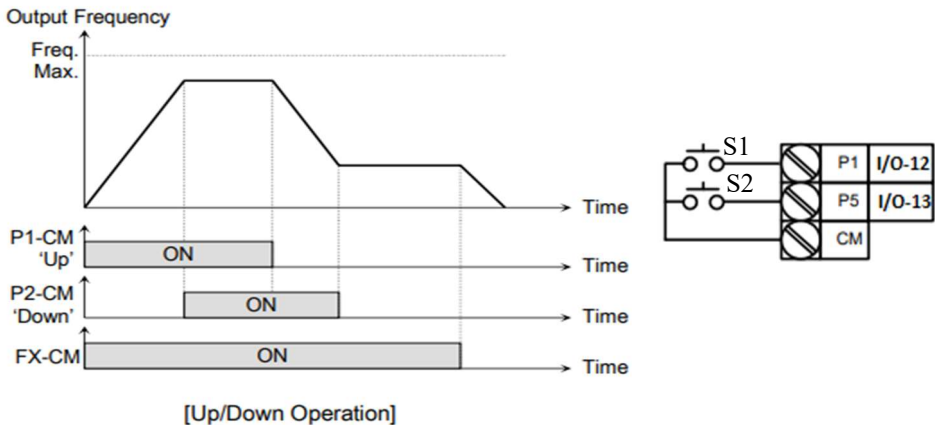 Output Frequency
Freq.
Max.
Time
P1-CM
‘Up’
ON
Time
P2-CM
‘Down’
ON
Time
FX-CM
ON
Time
[Up/Down Operation]
S1
P1 I/O-12
S2
P5 I/O-13
CM